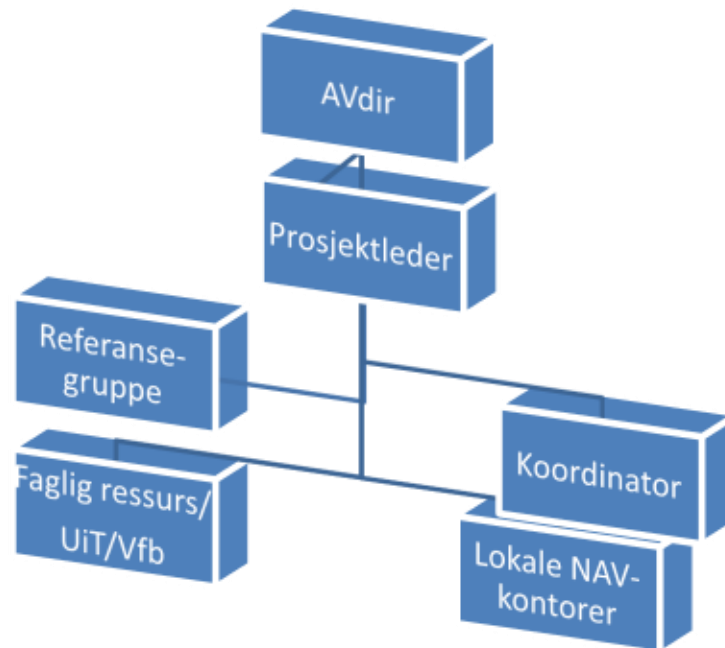 AVdir
Prosjektleder
Referanse-
gruppe
Koordinator
Faglig ressurs/
UiT/Vfb
Lokale NAV-
kontorer